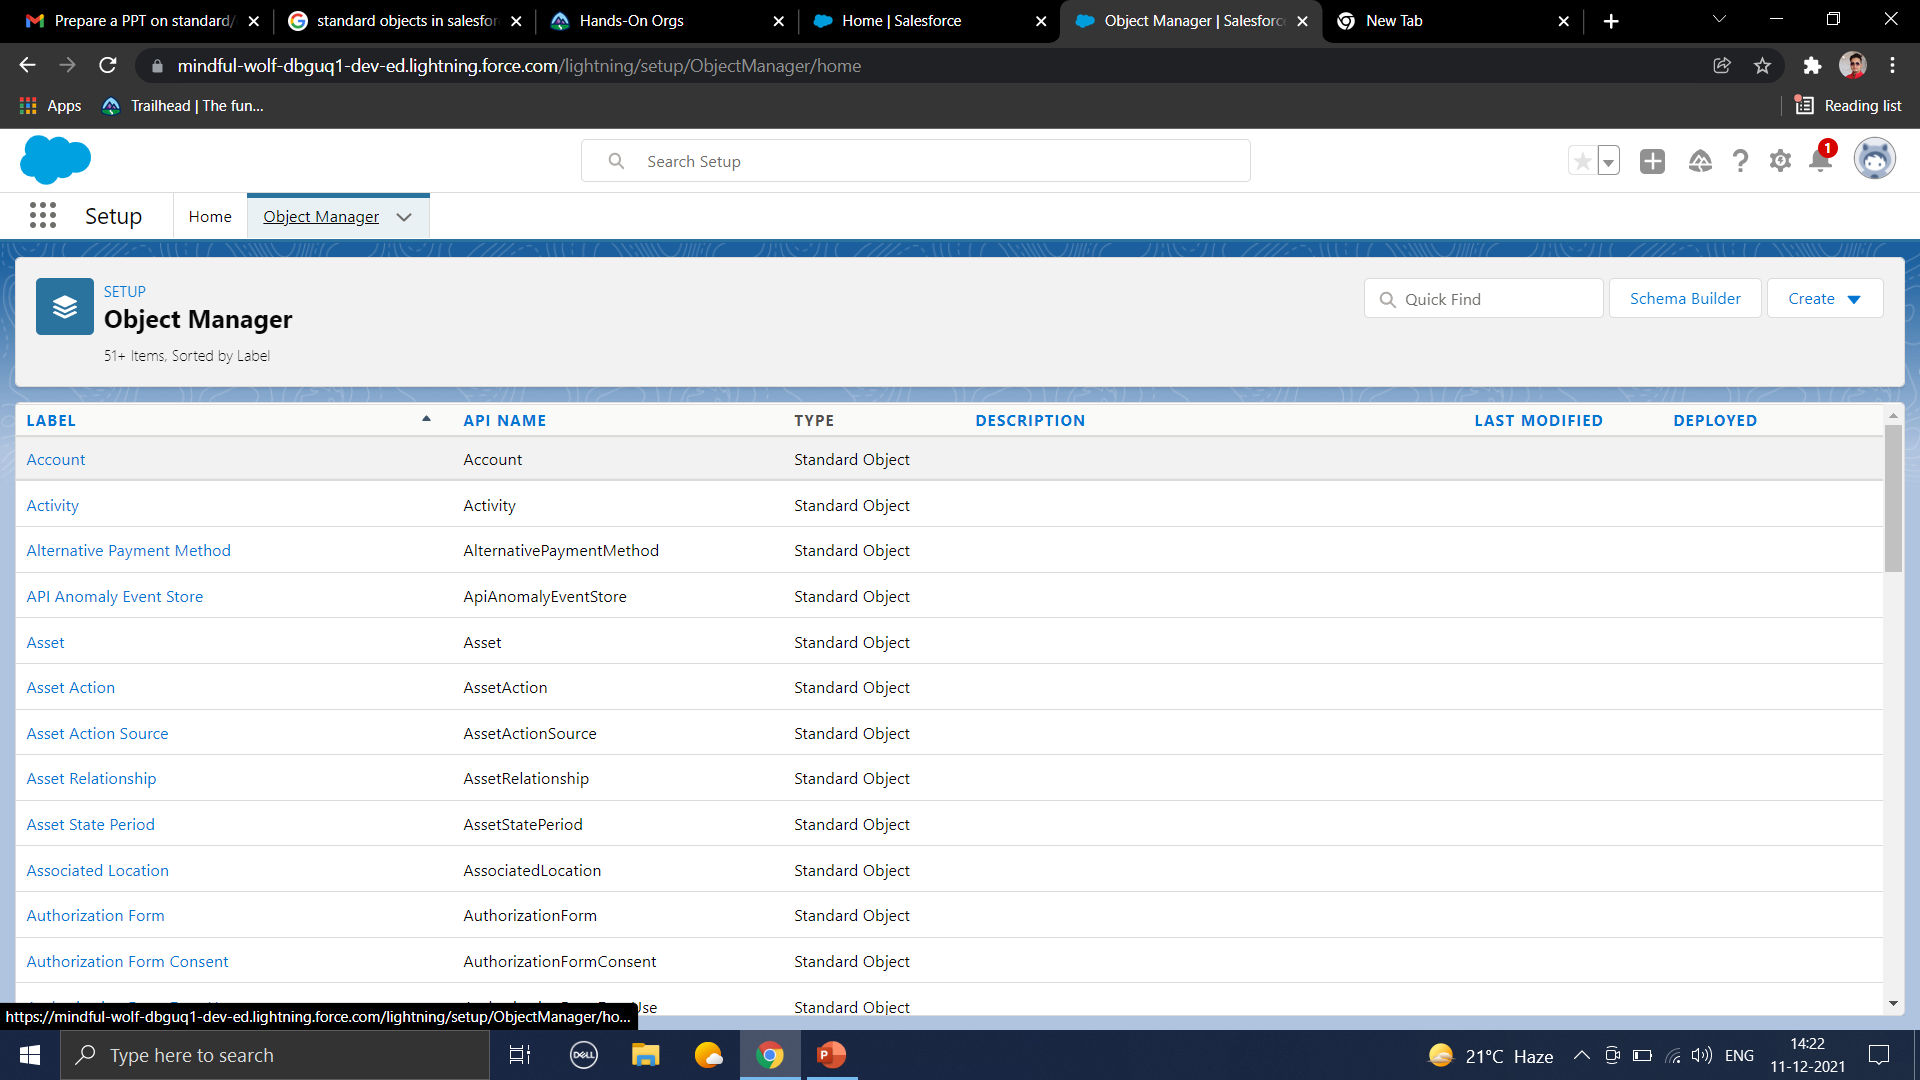 Prepare a PPT on standard/
standard objects in salesfor
Hands-On Orgs
Home | Salesforce
Object Manager | Salesforce
New Tab
mindful-wolf-dbguq1-dev-ed.lightning.force.com/lightning/setup/ObjectManager/home
Apps
Trailhead | The fun...
Reading list
Search Setup
1
Setup
Home
Object Manager
SETUP
Object Manager
51+ Items, Sorted by Label
Quick Find
Schema Builder
Create
LABEL API NAME TYPE DESCRIPTION LAST MODIFIED DEPLOYED
Account Account Standard Object
Activity Activity Standard Object
Alternative Payment Method AlternativePaymentMethod Standard Object
API Anomaly Event Store ApiAnomalyEventStore Standard Object
Asset Asset Standard Object
Asset Action AssetAction Standard Object
Asset Action Source AssetActionSource Standard Object
Asset Relationship AssetRelationship Standard Object
Asset State Period AssetStatePeriod Standard Object
Associated Location AssociatedLocation Standard Object
Authorization Form AuthorizationForm Standard Object
Authorization Form Consent AuthorizationFormConsent Standard Object
Use Standard Object
https://mindful-wolf-dbguq1-dev-ed.lightning.force.com/lightning/setup/ObjectManager/ho...
Type here to search
DELL
21°C Haze
ENG
14:22
11-12-2021